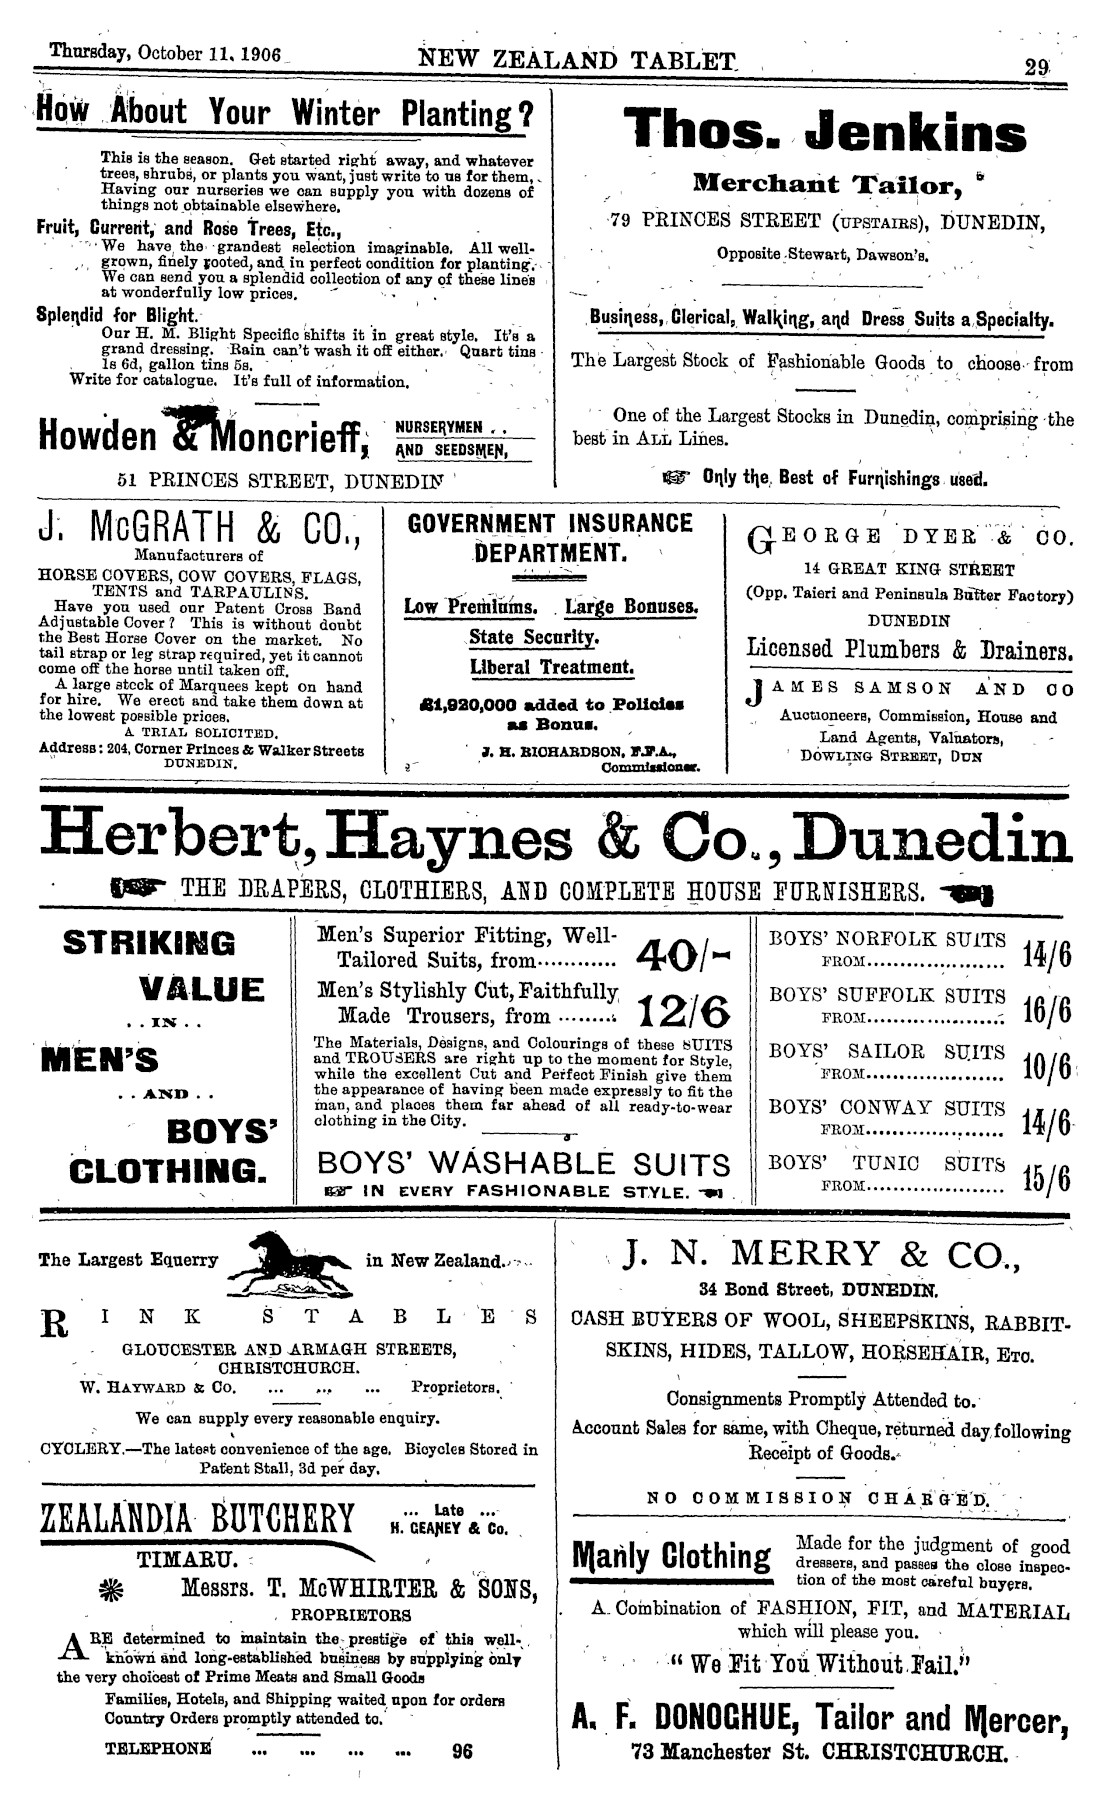 Thursday, October 11, 1906
NEW ZEALAND TABLET
29
How About Your Winter Planting?
This is the season. Get started right away, and whatever
trees, shrubs, or plants you want, just write to us for them,
Having our nurseries we can supply you with dozens of
things not obtainable elsewhere.
Fruit, Current, and Rose Trees, Etc.,
We have the grandest selection imaginable. All well-
grown, finely rooted, and in perfect condition for planting.
We can send you a splendid collection of any of these lines
at wonderfully low prices.
Splendid for Blight.
Our H. M. Blight Specific shifts it in great style. It's a
grand dressing. Rain can't wash it off either. Quart tins
1s 6d, gallon tins 5s.
Write for catalogue. It's full of information.
Howden & Moncrieff,
NURSERYMEN . .
AND SEEDSMEN,
51 PRINCES STREET, DUNEDIN
Thos. Jenkins
Merchant Tailor,
79 PRINCES STREET (UPSTAIRS), DUNEDIN,
Opposite Stewart, Dawson's.
Business, Clerical, Walking, and Dress Suits a Specialty.
The Largest Stock of Fashionable Goods to choose from
One of the Largest Stocks in Dunedin, comprising the
best in ALL Lines.
☞ Only the Best of Furnishings used.
J. McGRATH & CO.,
Manufacturers of
HORSE COVERS, COW COVERS, FLAGS,
TENTS and TARPAULINS.
Have you used our Patent Cross Band
Adjustable Cover? This is without doubt
the Best Horse Cover on the market. No
tail strap or leg strap required, yet it cannot
come off the horse until taken off.
A large stock of Marquees kept on hand
for hire. We erect and take them down at
the lowest possible prices.
A TRIAL SOLICITED.
Address: 204, Corner Princes & Walker Streets
DUNEDIN.
GOVERNMENT INSURANCE
DEPARTMENT.
Low Premiums. Large Bonuses.
State Security.
Liberal Treatment.
£1,920,000 added to Policies
as Bonus.
J. H. RICHARDSON, F.F.A.,
Commissioner.
GEORGE DYER & CO.
14 GREAT KING STREET
(Opp. Taieri and Peninsula Butter Factory)
DUNEDIN
Licensed Plumbers & Drainers.
JAMES SAMSON AND CO
Auctioneers, Commission, House and
Land Agents, Valuators,
DOWLING STREET, DUN
Herbert, Haynes & Co., Dunedin
☞ THE DRAPERS, CLOTHIERS, AND COMPLETE HOUSE FURNISHERS. ☜
STRIKING
VALUE
. . IN . .
MEN'S
. . AND . .
BOYS'
CLOTHING.
Men's Superior Fitting, Well-
Tailored Suits, from............ 40/-
Men's Stylishly Cut, Faithfully
Made Trousers, from ......... 12/6
The Materials, Designs, and Colourings of these SUITS
and TROUSERS are right up to the moment for Style,
while the excellent Cut and Perfect Finish give them
the appearance of having been made expressly to fit the
man, and places them far ahead of all ready-to-wear
clothing in the City.
BOYS' WASHABLE SUITS
☞ IN EVERY FASHIONABLE STYLE. ☜
BOYS' NORFOLK SUITS
FROM...................... 14/6
BOYS' SUFFOLK SUITS
FROM...................... 16/6
BOYS' SAILOR SUITS
FROM...................... 10/6
BOYS' CONWAY SUITS
FROM...................... 14/6
BOYS' TUNIC SUITS
FROM...................... 15/6
The Largest Equerry in New Zealand.
RINK STABLES
GLOUCESTER AND ARMAGH STREETS,
CHRISTCHURCH.
W. HAYWARD & CO. ... ... ... Proprietors.
We can supply every reasonable enquiry.
CYCLERY.—The latest convenience of the age. Bicycles Stored in
Patent Stall, 3d per day.
ZEALANDIA BUTCHERY
... Late ...
H. GEANEY & Co.
TIMARU.
Messrs. T. McWHIRTER & SONS,
PROPRIETORS
ARE determined to maintain the prestige of this well-
known and long-established business by supplying only
the very choicest of Prime Meats and Small Goods
Families, Hotels, and Shipping waited upon for orders
Country Orders promptly attended to.
TELEPHONE ... ... ... ... 96
J. N. MERRY & CO.,
34 Bond Street, DUNEDIN.
CASH BUYERS OF WOOL, SHEEPSKINS, RABBIT-
SKINS, HIDES, TALLOW, HORSEHAIR, ETC.
Consignments Promptly Attended to.
Account Sales for same, with Cheque, returned day following
Receipt of Goods.
NO COMMISSION CHARGED.
Manly Clothing
Made for the judgment of good
dressers, and passes the close inspec-
tion of the most careful buyers.
A Combination of FASHION, FIT, and MATERIAL
which will please you.
"We Fit You Without Fail."
A. F. DONOGHUE, Tailor and Mercer,
73 Manchester St. CHRISTCHURCH.